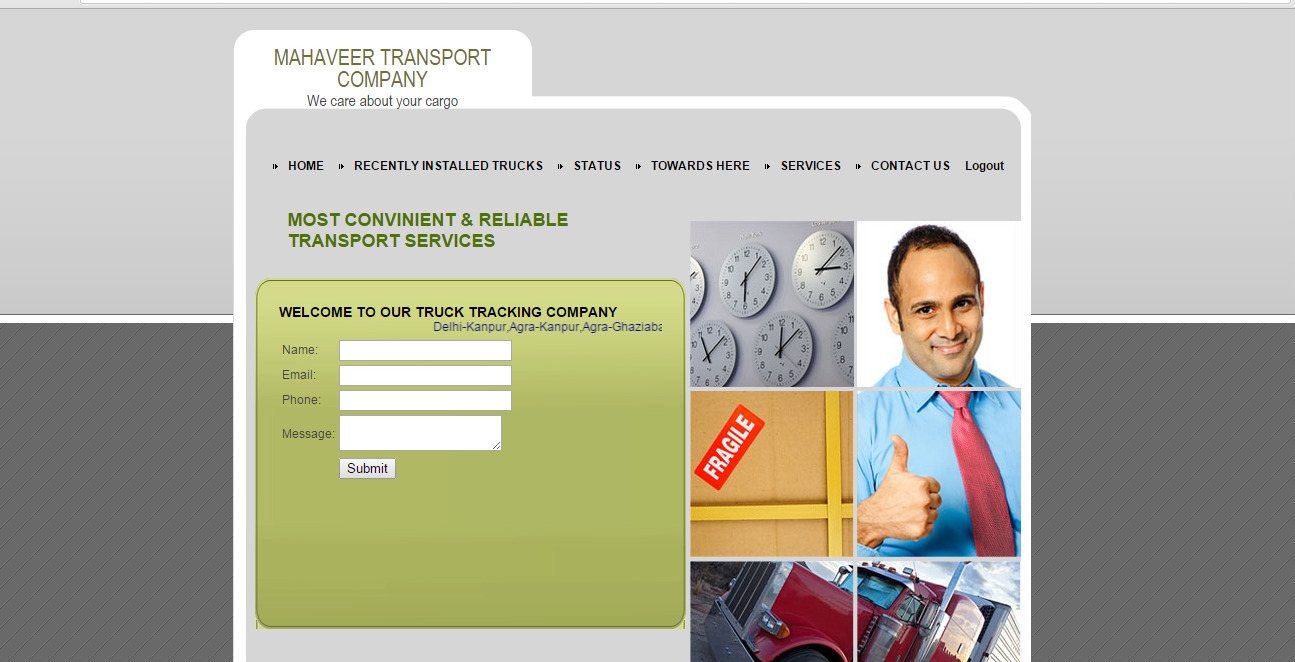 MAHAVEER TRANSPORT
COMPANY
We care about your cargo
HOME RECENTLY INSTALLED TRUCKS STATUS TOWARDS HERE SERVICES CONTACT US Logout
MOST CONVINIENT & RELIABLE
TRANSPORT SERVICES
WELCOME TO OUR TRUCK TRACKING COMPANY
Delhi-Kanpur,Agra-Kanpur,Agra-Ghaziaba
Name:
Email:
Phone:
Message:
Submit
FRAGILE